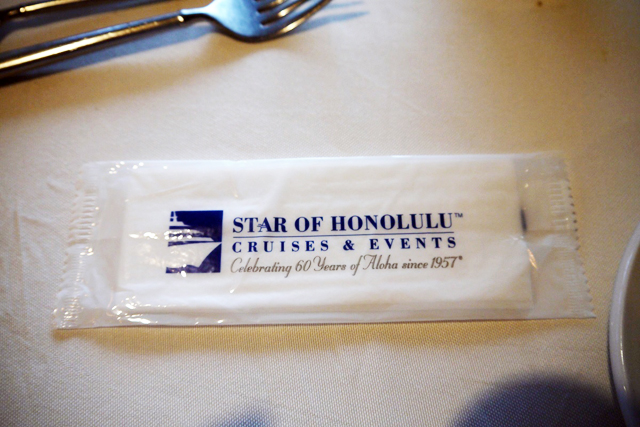 STAR OF HONOLULU™
CRUISES & EVENTS
Celebrating 60 Years of Aloha since 1957®